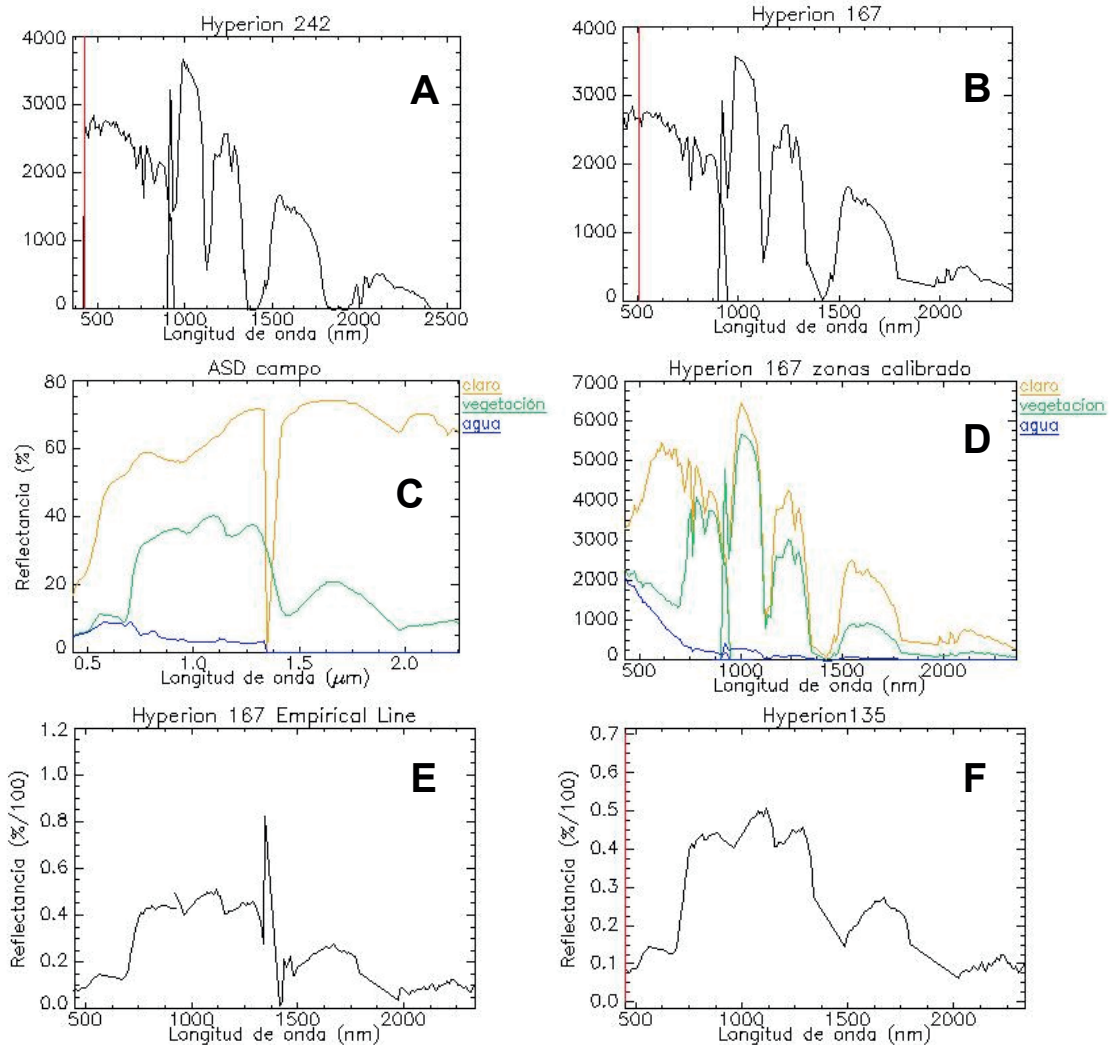 Hyperion 242
4000
3000
2000
1000
0
500 1000 1500 2000 2500
Longitud de onda (nm)
A
Hyperion 167
4000
3000
2000
1000
0
500 1000 1500 2000
Longitud de onda (nm)
B
ASD campo
claro
vegetación
agua
80
60
40
20
0
Reflectancia (%)
0.5 1.0 1.5 2.0
Longitud de onda (μm)
C
Hyperion 167 zonas calibrado
claro
vegetacion
agua
7000
6000
5000
4000
3000
2000
1000
0
500 1000 1500 2000
Longitud de onda (nm)
D
Hyperion 167 Empirical Line
1.2
1.0
0.8
0.6
0.4
0.2
0.0
Reflectancia (%/100)
500 1000 1500 2000
Longitud de onda (nm)
E
Hyperion135
0.7
0.6
0.5
0.4
0.3
0.2
0.1
0.0
Reflectancia (%/100)
500 1000 1500 2000
Longitud de onda (nm)
F